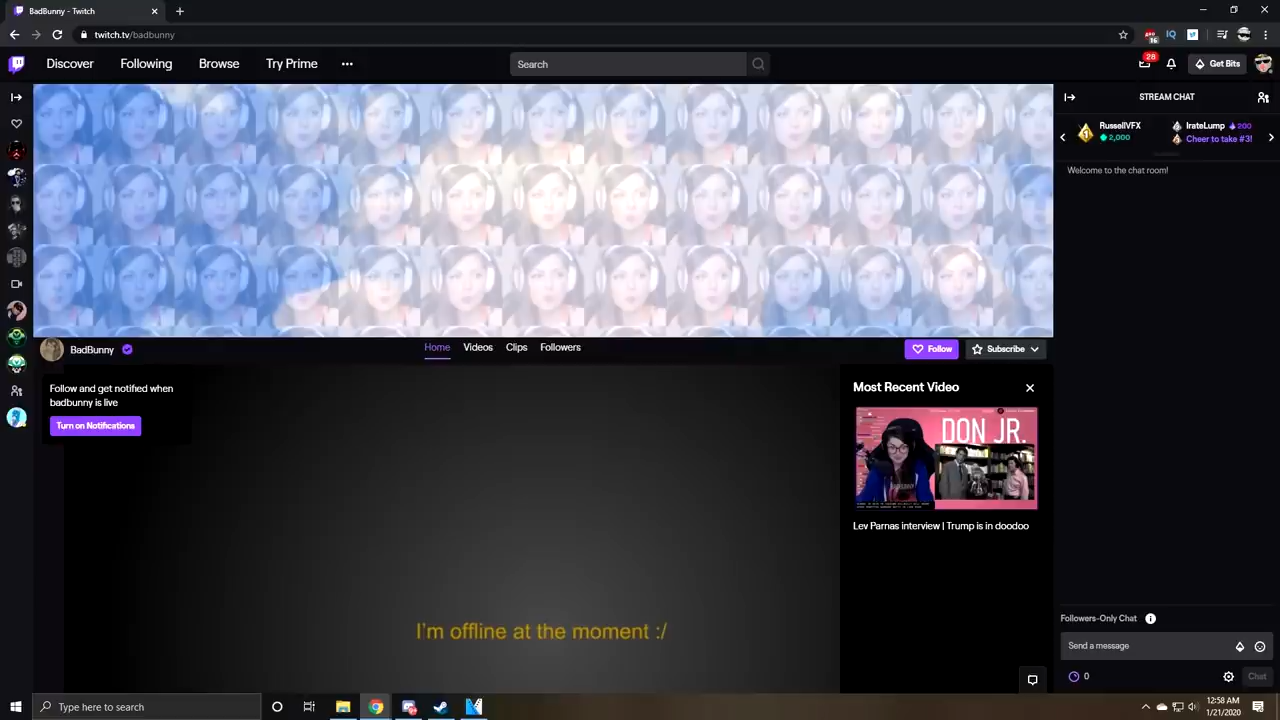 BadBunny - Twitch
twitch.tv/badbunny
16
Discover
Following
Browse
Try Prime
Search
28
Get Bits
STREAM CHAT
1
RussellVFX
2,000
IrateLump
200
Cheer to take #3!
Welcome to the chat room!
BadBunny
Home
Videos
Clips
Followers
Follow
Subscribe
Follow and get notified when
badbunny is live
Turn on Notifications
Most Recent Video
DON JR.
Lev Parnas interview | Trump is in doodoo
I'm offline at the moment :/
Followers-Only Chat
Send a message
0
Chat
Type here to search
12:58 AM
1/21/2020